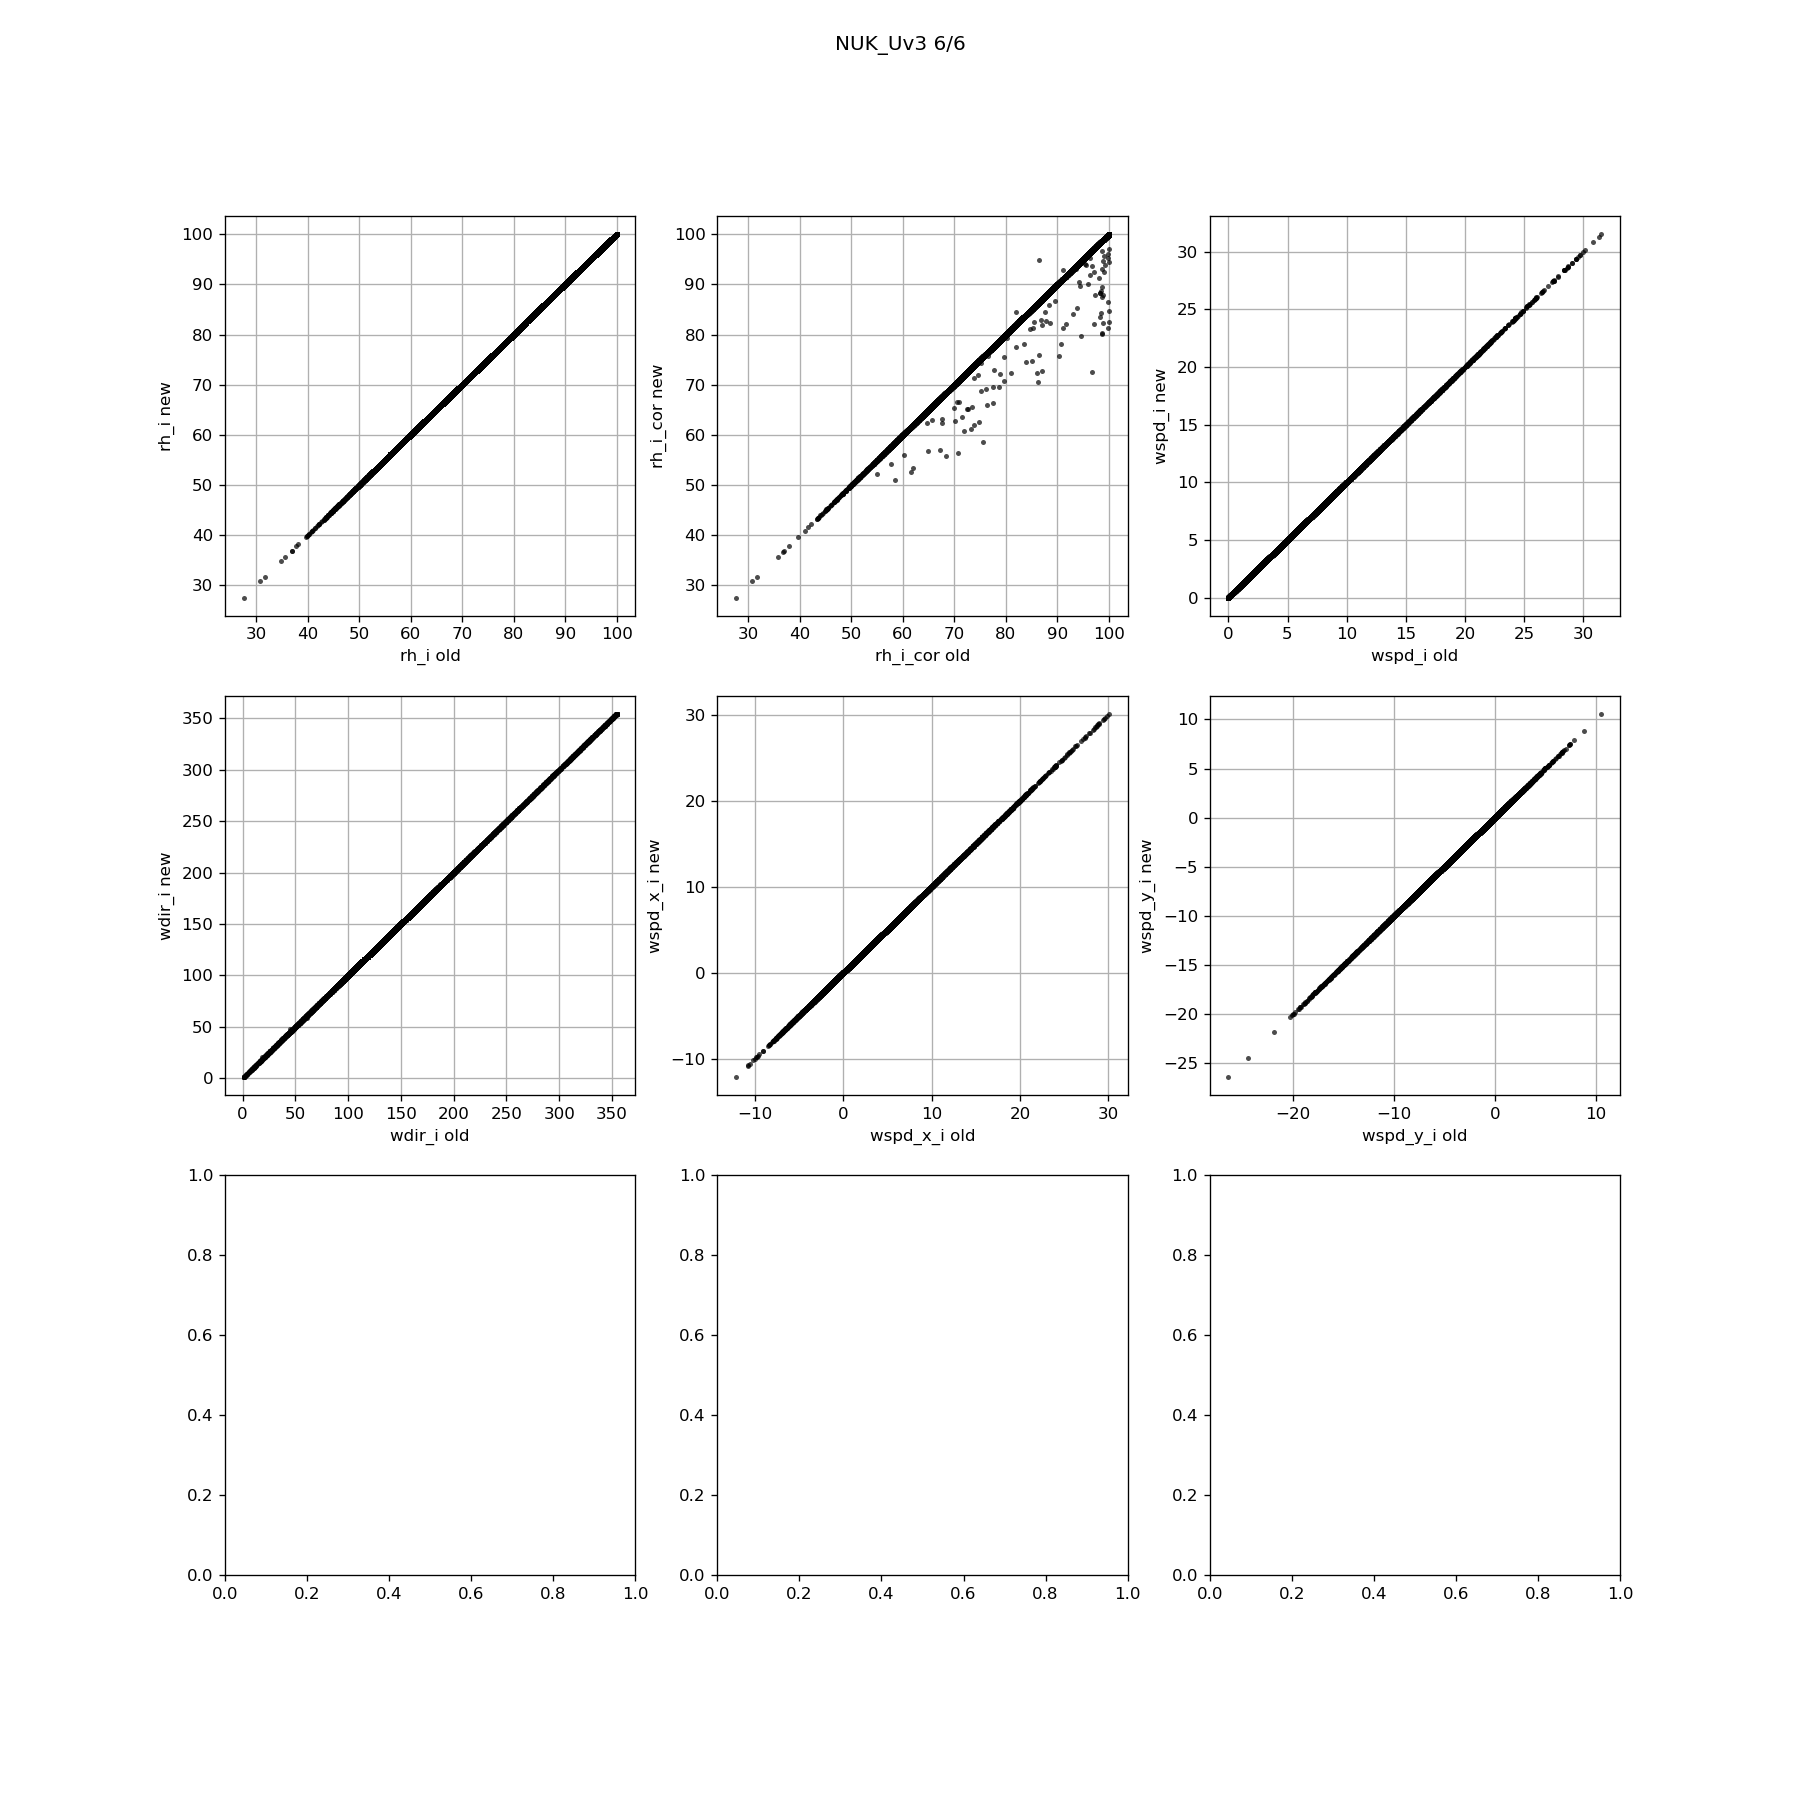 NUK_Uv3 6/6
100
90
80
70
60
50
40
30
rh_i new
30 40 50 60 70 80 90 100
rh_i old
100
90
80
70
60
50
40
30
rh_i_cor new
30 40 50 60 70 80 90 100
rh_i_cor old
30
25
20
15
10
5
0
wspd_i new
0 5 10 15 20 25 30
wspd_i old
350
300
250
200
150
100
50
0
wdir_i new
0 50 100 150 200 250 300 350
wdir_i old
30
20
10
0
−10
wspd_x_i new
−10 0 10 20 30
wspd_x_i old
10
5
0
−5
−10
−15
−20
−25
wspd_y_i new
−20 −10 0 10
wspd_y_i old
1.0
0.8
0.6
0.4
0.2
0.0
0.0 0.2 0.4 0.6 0.8 1.0
1.0
0.8
0.6
0.4
0.2
0.0
0.0 0.2 0.4 0.6 0.8 1.0
1.0
0.8
0.6
0.4
0.2
0.0
0.0 0.2 0.4 0.6 0.8 1.0